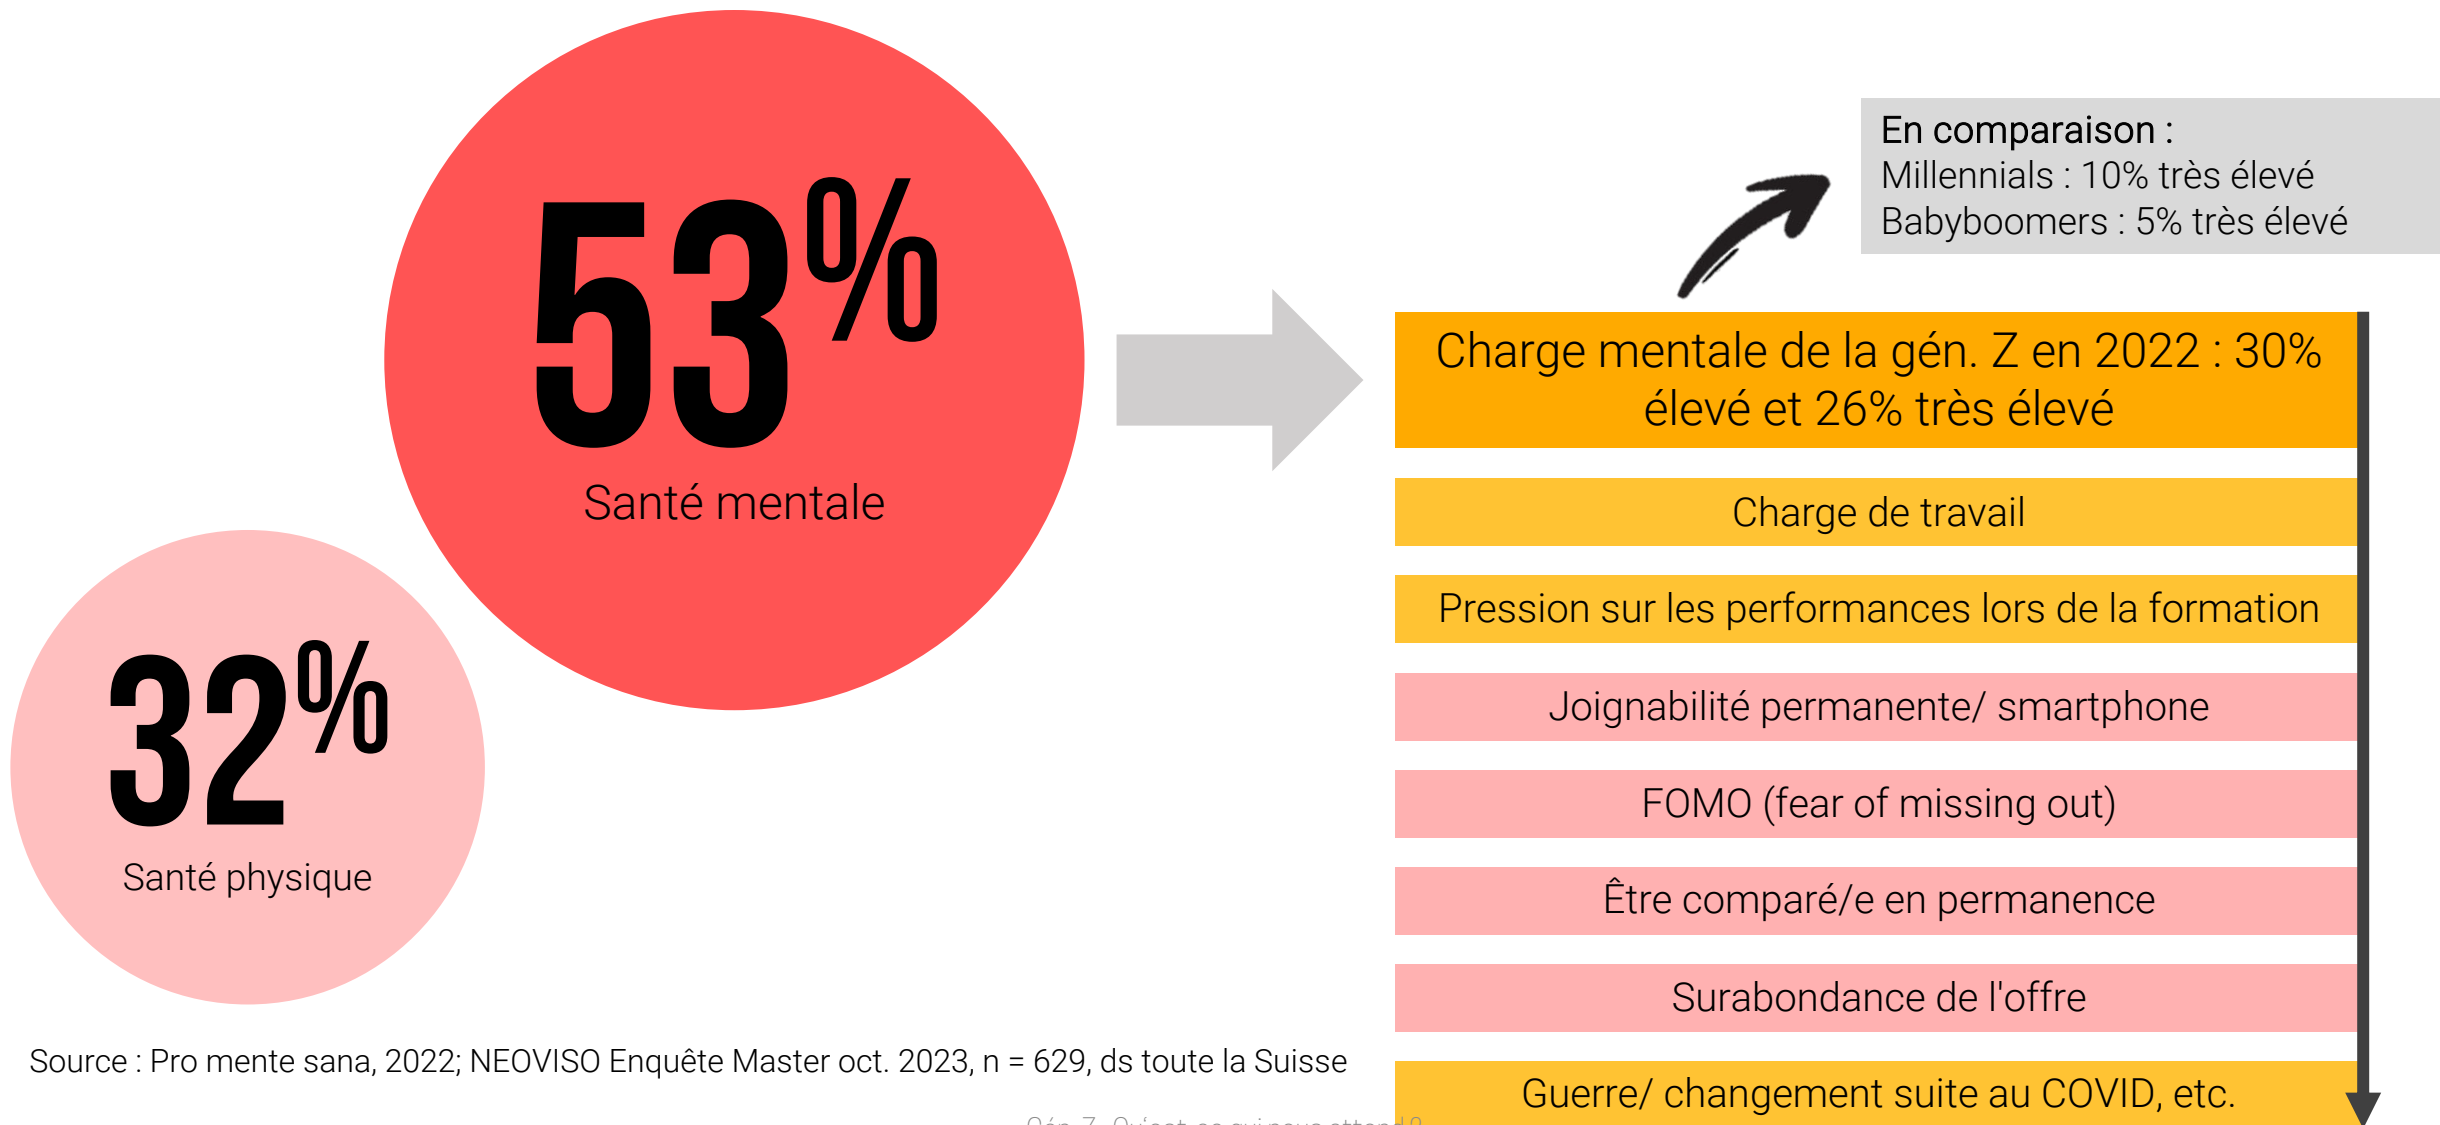 53%
Santé mentale
32%
Santé physique
En comparaison :
Millennials : 10% très élevé
Babyboomers : 5% très élevé
Charge mentale de la gén. Z en 2022 : 30%
élevé et 26% très élevé
Charge de travail
Pression sur les performances lors de la formation
Joignabilité permanente/ smartphone
FOMO (fear of missing out)
Être comparé/e en permanence
Surabondance de l'offre
Guerre/ changement suite au COVID, etc.
Source : Pro mente sana, 2022; NEOVISO Enquête Master oct. 2023, n = 629, ds toute la Suisse